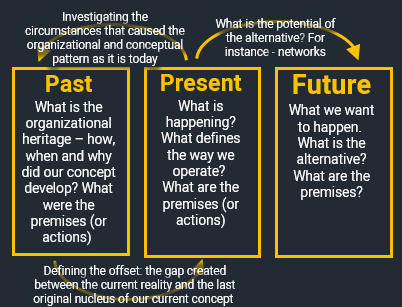 Investigating the
circumstances that caused the
organizational and conceptual
pattern as it is today
What is the potential of
the alternative? For
instance - networks
Past
What is the
organizational
heritage – how,
when and why
did our concept
develop? What
were the
premises (or
actions)
Present
What is
happening?
What defines
the way we
operate?
What are the
premises (or
actions)
Future
What we want
to happen.
What is the
alternative?
What are the
premises?
Defining the offset: the gap created
between the current reality and the last
original nucleus of our current concept